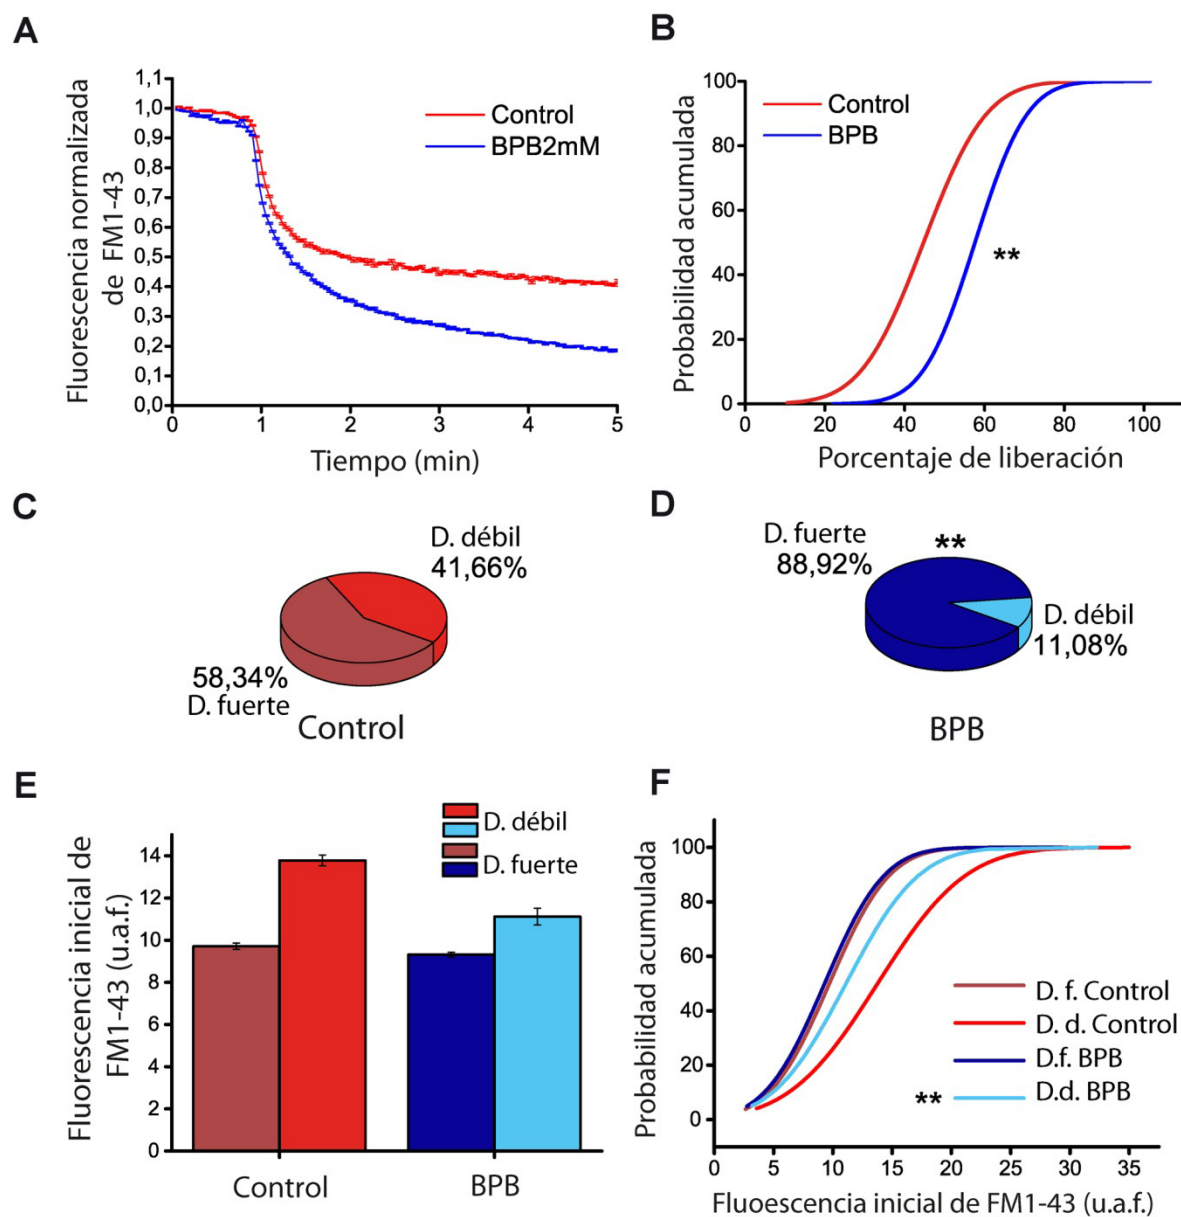 A
Fluorescencia normalizada
de FM1-43
1,1
1,0
0,9
0,8
0,7
0,6
0,5
0,4
0,3
0,2
0,1
0,0
Control
BPB2mM
0 1 2 3 4 5
Tiempo (min)
B
Probabilidad acumulada
100
80
60
40
20
0
Control
BPB
**
0 20 40 60 80 100
Porcentaje de liberación
C
D. débil
41,66%
58,34%
D. fuerte
Control
D
D. fuerte
88,92%
**
D. débil
11,08%
BPB
E
Fluorescencia inicial de
FM1-43 (u.a.f.)
14
12
10
8
6
4
2
0
D. débil
D. fuerte
Control BPB
F
Probabilidad acumulada
100
80
60
40
20
0
D. f. Control
D. d. Control
D.f. BPB
** D.d. BPB
0 5 10 15 20 25 30 35
Fluoescencia inicial de FM1-43 (u.a.f.)